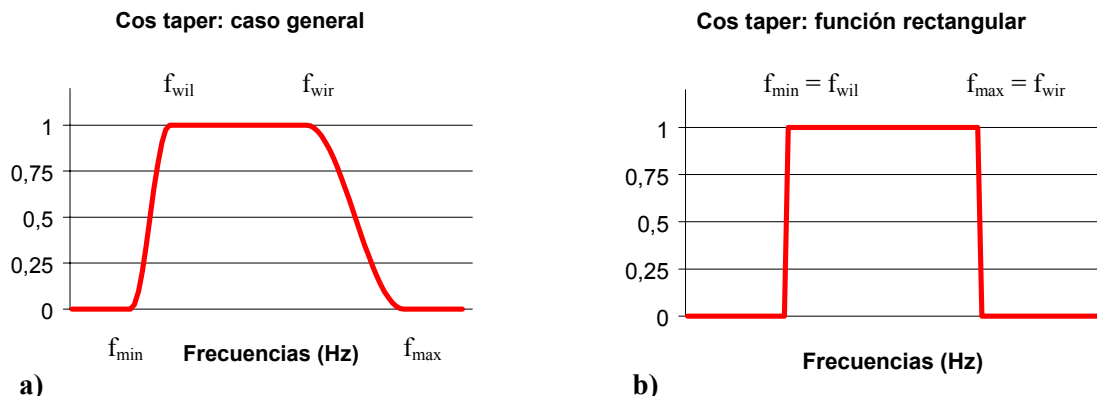 Cos taper: caso general
f_wil f_wir
1
0,75
0,5
0,25
0
f_min Frecuencias (Hz) f_max
a)
Cos taper: función rectangular
f_min = f_wil f_max = f_wir
1
0,75
0,5
0,25
0
Frecuencias (Hz)
b)